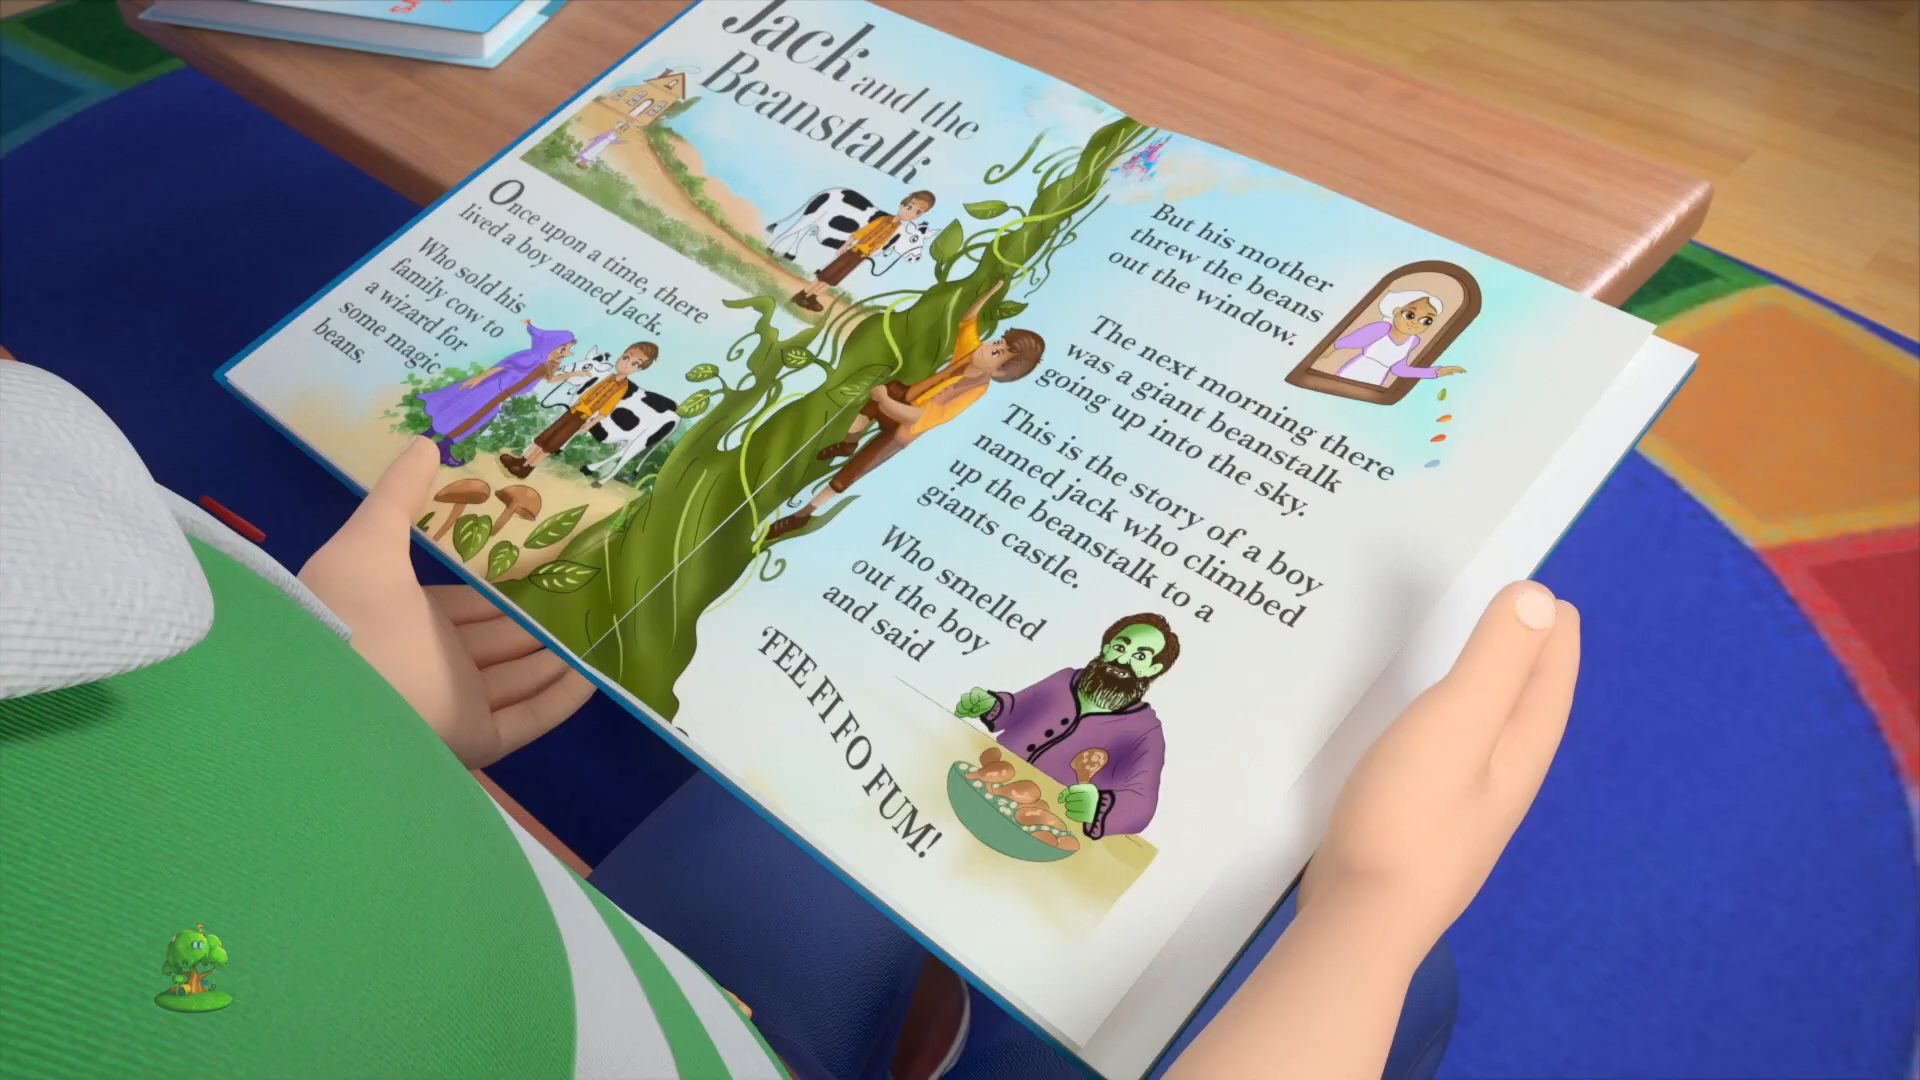 Jack and the
Beanstalk
Once upon a time, there
lived a boy named Jack.
Who sold his
family cow to
a wizard for
some magic
beans.
But his mother
threw the beans
out the window.
The next morning there
was a giant beanstalk
going up into the sky.
This is the story of a boy
named jack who climbed
up the beanstalk to a
giants castle.
Who smelled
out the boy
and said
‘FEE FI FO FUM!